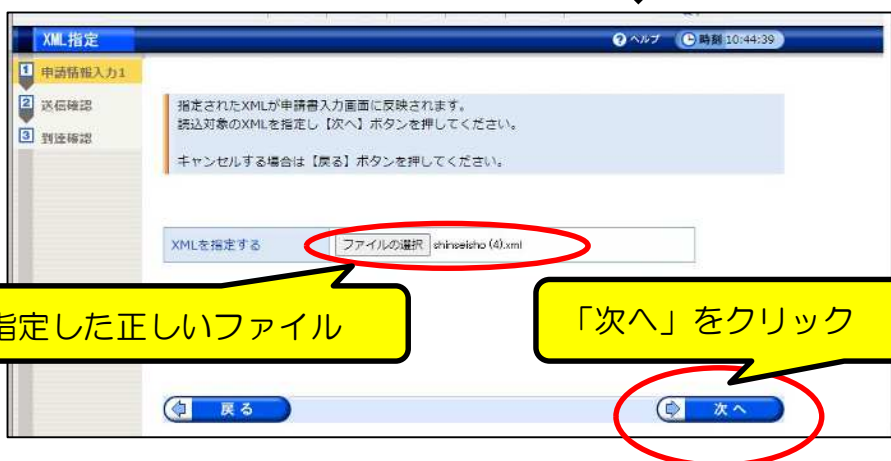 XML指定
ヘルプ 時刻 10:44:39
1 申請情報入力1
2 送信確認
3 到達確認
指定されたXMLが申請書入力画面に反映されます。
読込対象のXMLを指定し【次へ】ボタンを押してください。
キャンセルする場合は【戻る】ボタンを押してください。
XMLを指定する ファイルの選択 shinseisho (4).xml
指定した正しいファイル
「次へ」をクリック
戻る
次へ